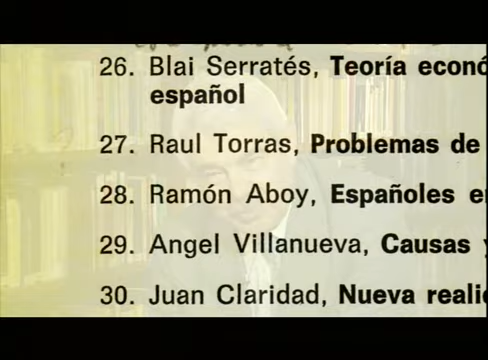 26. Blai Serratés, Teoría econó
español
27. Raul Torras, Problemas de
28. Ramón Aboy, Españoles e
29. Angel Villanueva, Causas y
30. Juan Claridad, Nueva reali